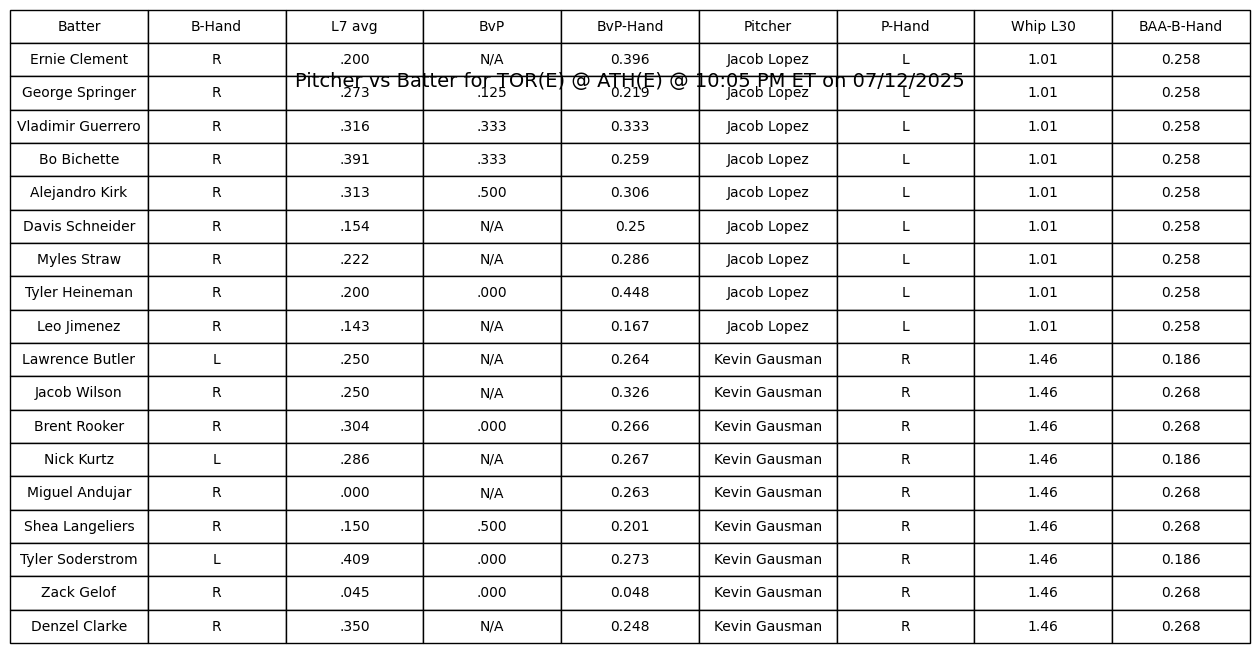 Batter B-Hand L7 avg BvP BvP-Hand Pitcher P-Hand Whip L30 BAA-B-Hand
Ernie Clement R .200 N/A 0.396 Jacob Lopez L 1.01 0.258
Pitcher vs Batter for TOR(E) @ ATH(E) @ 10:05 PM ET on 07/12/2025
George Springer R .273 .125 0.219 Jacob Lopez L 1.01 0.258
Vladimir Guerrero R .316 .333 0.333 Jacob Lopez L 1.01 0.258
Bo Bichette R .391 .333 0.259 Jacob Lopez L 1.01 0.258
Alejandro Kirk R .313 .500 0.306 Jacob Lopez L 1.01 0.258
Davis Schneider R .154 N/A 0.25 Jacob Lopez L 1.01 0.258
Myles Straw R .222 N/A 0.286 Jacob Lopez L 1.01 0.258
Tyler Heineman R .200 .000 0.448 Jacob Lopez L 1.01 0.258
Leo Jimenez R .143 N/A 0.167 Jacob Lopez L 1.01 0.258
Lawrence Butler L .250 N/A 0.264 Kevin Gausman R 1.46 0.186
Jacob Wilson R .250 N/A 0.326 Kevin Gausman R 1.46 0.268
Brent Rooker R .304 .000 0.266 Kevin Gausman R 1.46 0.268
Nick Kurtz L .286 N/A 0.267 Kevin Gausman R 1.46 0.186
Miguel Andujar R .000 N/A 0.263 Kevin Gausman R 1.46 0.268
Shea Langeliers R .150 .500 0.201 Kevin Gausman R 1.46 0.268
Tyler Soderstrom L .409 .000 0.273 Kevin Gausman R 1.46 0.186
Zack Gelof R .045 .000 0.048 Kevin Gausman R 1.46 0.268
Denzel Clarke R .350 N/A 0.248 Kevin Gausman R 1.46 0.268